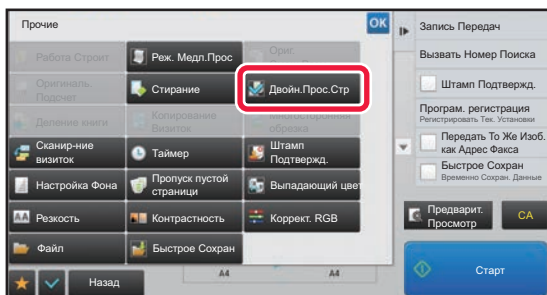 Прочие
OK
Работа Строит
Реж. Медл.Прос
Ориг
Оригиналь.
Подсчет
Стирание
Двойн.Прос.Стр
Деление книги
Копирование
Визиток
Многосторонняя
обрезка
Сканир-ние
визиток
Таймер
Штамп
Подтвержд.
Настройка Фона
Пропуск пустой
страници
Выпадающий цвет
Резкость
Контрастность
Коррект. RGB
Файл
Быстрое Сохран
Назад
A4
A4
Запись Передач
Вызвать Номер Поиска
Штамп Подтвержд.
Програм. регистрация
Регистрировать Тек. Установки
Передать То Же Изоб.
как Адрес Факса
Быстрое Сохран
Временно Сохран. Данные
Предварит.
Просмотр
CA
Старт